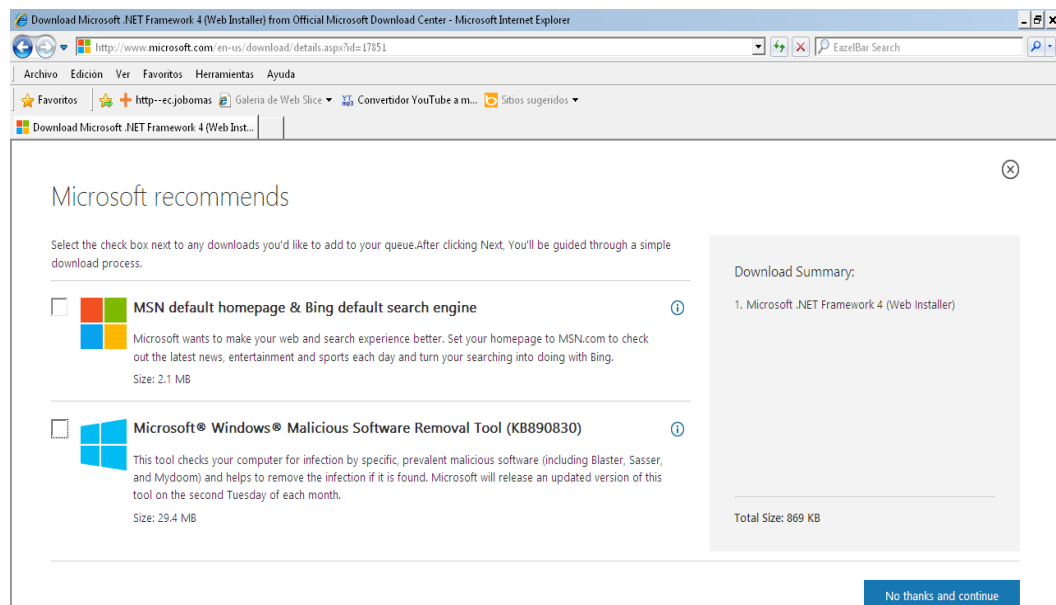 Download Microsoft .NET Framework 4 (Web Installer) from Official Microsoft Download Center - Microsoft Internet Explorer
http://www.microsoft.com/en-us/download/details.aspx?id=17851
EazelBar Search
Archivo Edición Ver Favoritos Herramientas Ayuda
Favoritos http--ec.jobomas Galería de Web Slice Convertidor YouTube a m... Sitios sugeridos
Download Microsoft .NET Framework 4 (Web Inst...
Microsoft recommends
Select the check box next to any downloads you'd like to add to your queue.After clicking Next, You'll be guided through a simple
download process.
MSN default homepage & Bing default search engine
Microsoft wants to make your web and search experience better. Set your homepage to MSN.com to check
out the latest news, entertainment and sports each day and turn your searching into doing with Bing.
Size: 2.1 MB
Microsoft® Windows® Malicious Software Removal Tool (KB890830)
This tool checks your computer for infection by specific, prevalent malicious software (including Blaster, Sasser,
and Mydoom) and helps to remove the infection if it is found. Microsoft will release an updated version of this
tool on the second Tuesday of each month.
Size: 29.4 MB
Download Summary:
1. Microsoft .NET Framework 4 (Web Installer)
Total Size: 869 KB
No thanks and continue